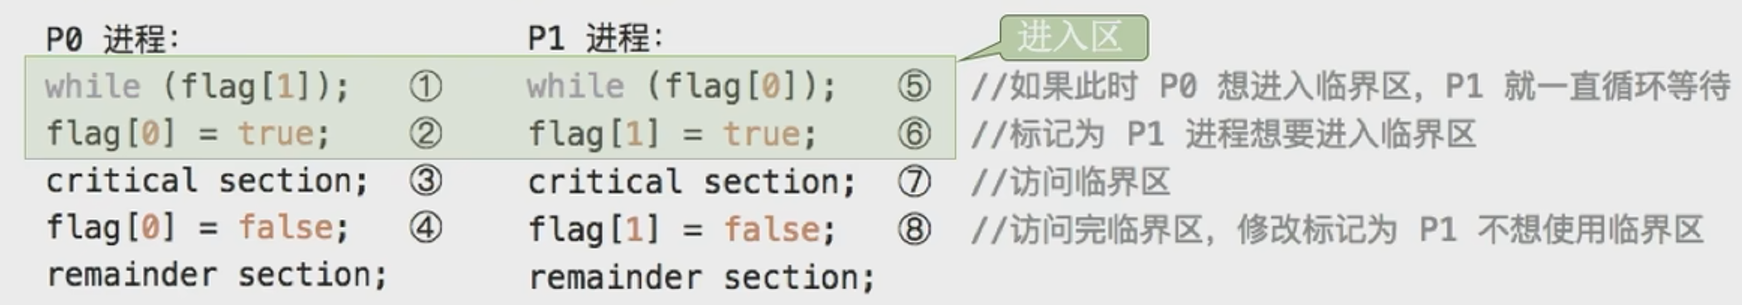 P0 进程: P1 进程: 进入区
while (flag[1]); ① while (flag[0]); ⑤ //如果此时 P0 想进入临界区，P1 就一直循环等待
flag[0] = true; ② flag[1] = true; ⑥ //标记为 P1 进程想要进入临界区
critical section; ③ critical section; ⑦ //访问临界区
flag[0] = false; ④ flag[1] = false; ⑧ //访问完临界区，修改标记为 P1 不想使用临界区
remainder section; remainder section;